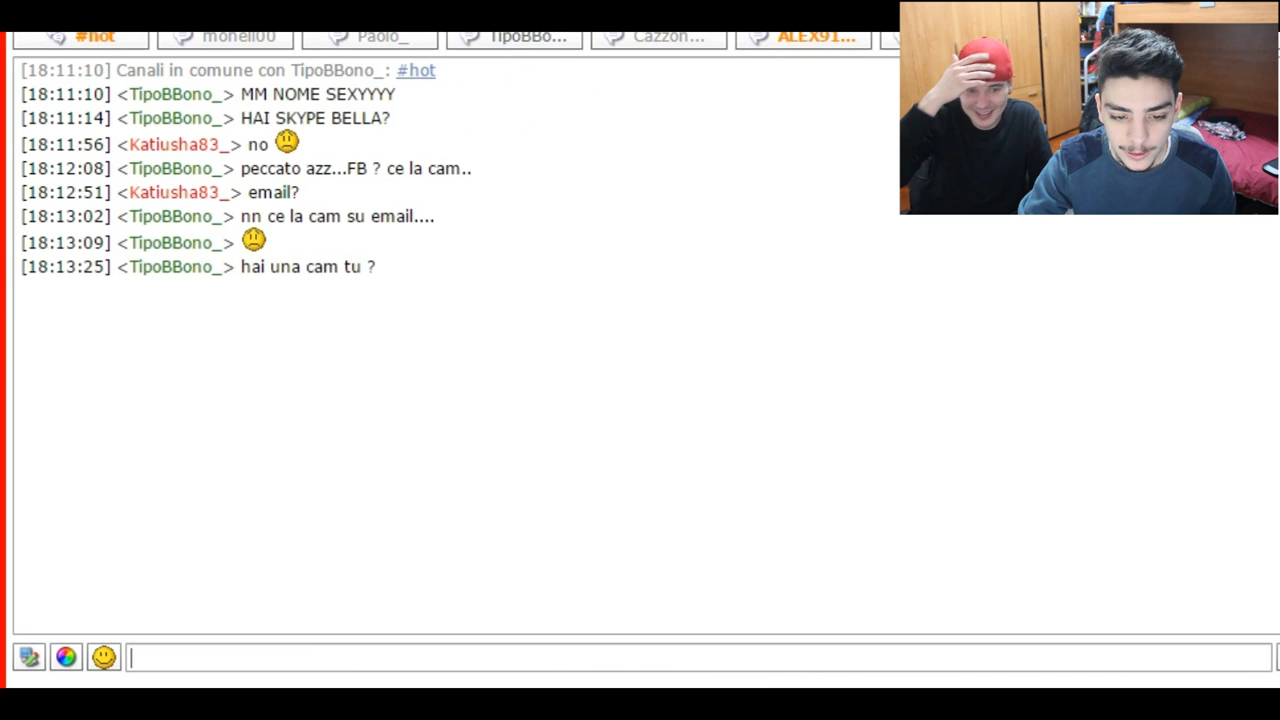 #hot monell00 Paolo_ TipoBBo... Cazzon... ALEX91...
[18:11:10] Canali in comune con TipoBBono_: #hot
[18:11:10] <TipoBBono_> MM NOME SEXYYYY
[18:11:14] <TipoBBono_> HAI SKYPE BELLA?
[18:11:56] <Katiusha83_> no
[18:12:08] <TipoBBono_> peccato azz...FB ? ce la cam..
[18:12:51] <Katiusha83_> email?
[18:13:02] <TipoBBono_> nn ce la cam su email....
[18:13:09] <TipoBBono_>
[18:13:25] <TipoBBono_> hai una cam tu ?